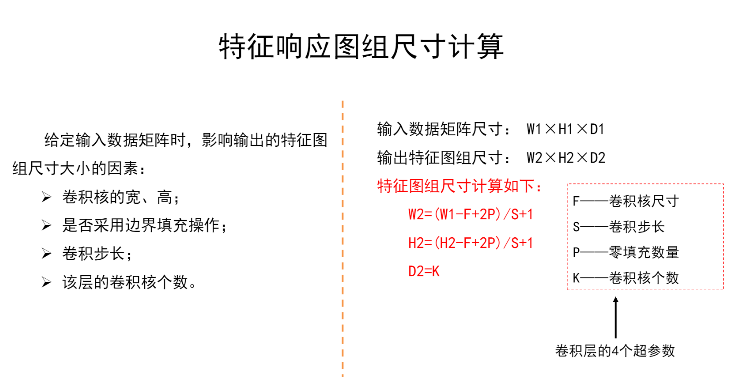 特征响应图组尺寸计算
给定输入数据矩阵时，影响输出的特征图
组尺寸大小的因素：
➢ 卷积核的宽、高；
➢ 是否采用边界填充操作；
➢ 卷积步长；
➢ 该层的卷积核个数。
输入数据矩阵尺寸： W1×H1×D1
输出特征图组尺寸： W2×H2×D2
特征图组尺寸计算如下：
W2=(W1-F+2P)/S+1
H2=(H2-F+2P)/S+1
D2=K
F——卷积核尺寸
S——卷积步长
P——零填充数量
K——卷积核个数
卷积层的4个超参数